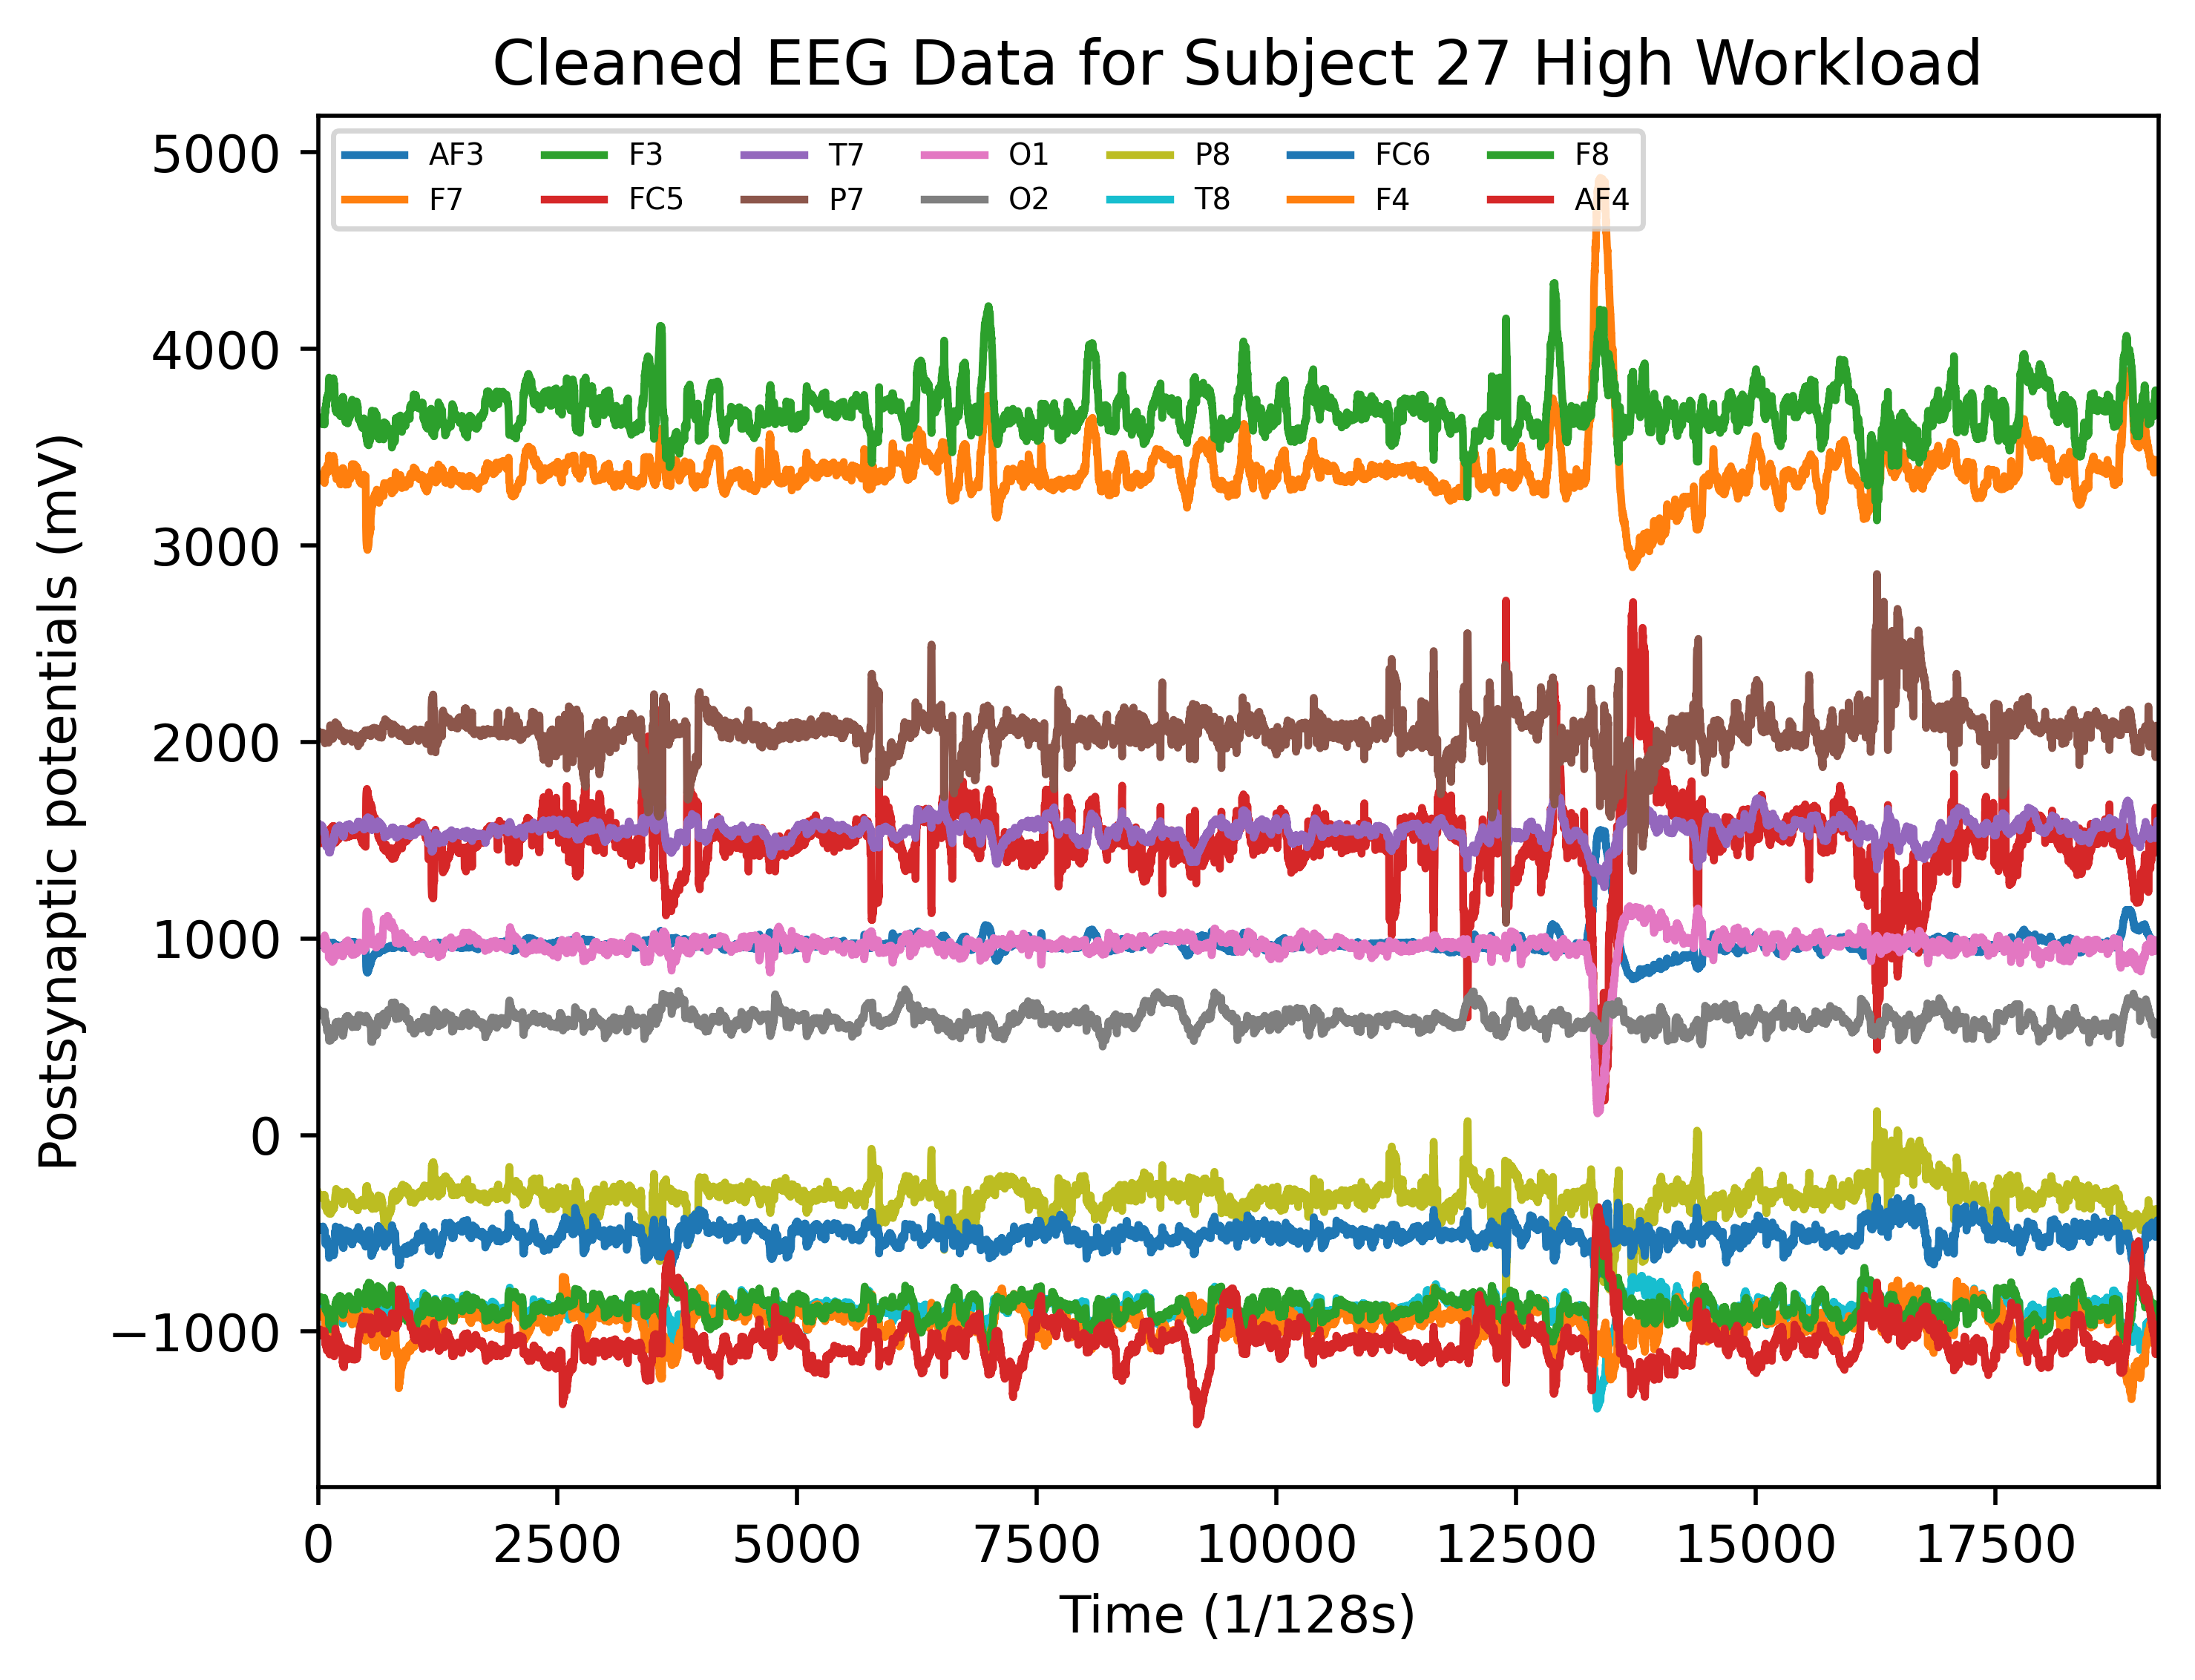 Cleaned EEG Data for Subject 27 High Workload
AF3 F3 T7 O1 P8 FC6 F8
F7 FC5 P7 O2 T8 F4 AF4
5000
4000
3000
2000
1000
0
−1000
Postsynaptic potentials (mV)
0 2500 5000 7500 10000 12500 15000 17500
Time (1/128s)